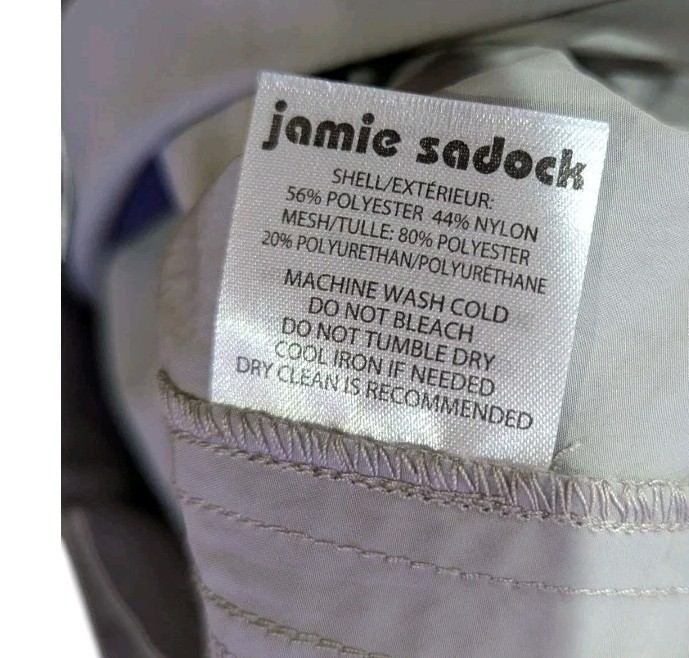 jamie sadock
SHELL/EXTÉRIEUR:
56% POLYESTER 44% NYLON
MESH/TULLE: 80% POLYESTER
20% POLYURETHAN/POLYURÉTHANE
MACHINE WASH COLD
DO NOT BLEACH
DO NOT TUMBLE DRY
COOL IRON IF NEEDED
DRY CLEAN IS RECOMMENDED